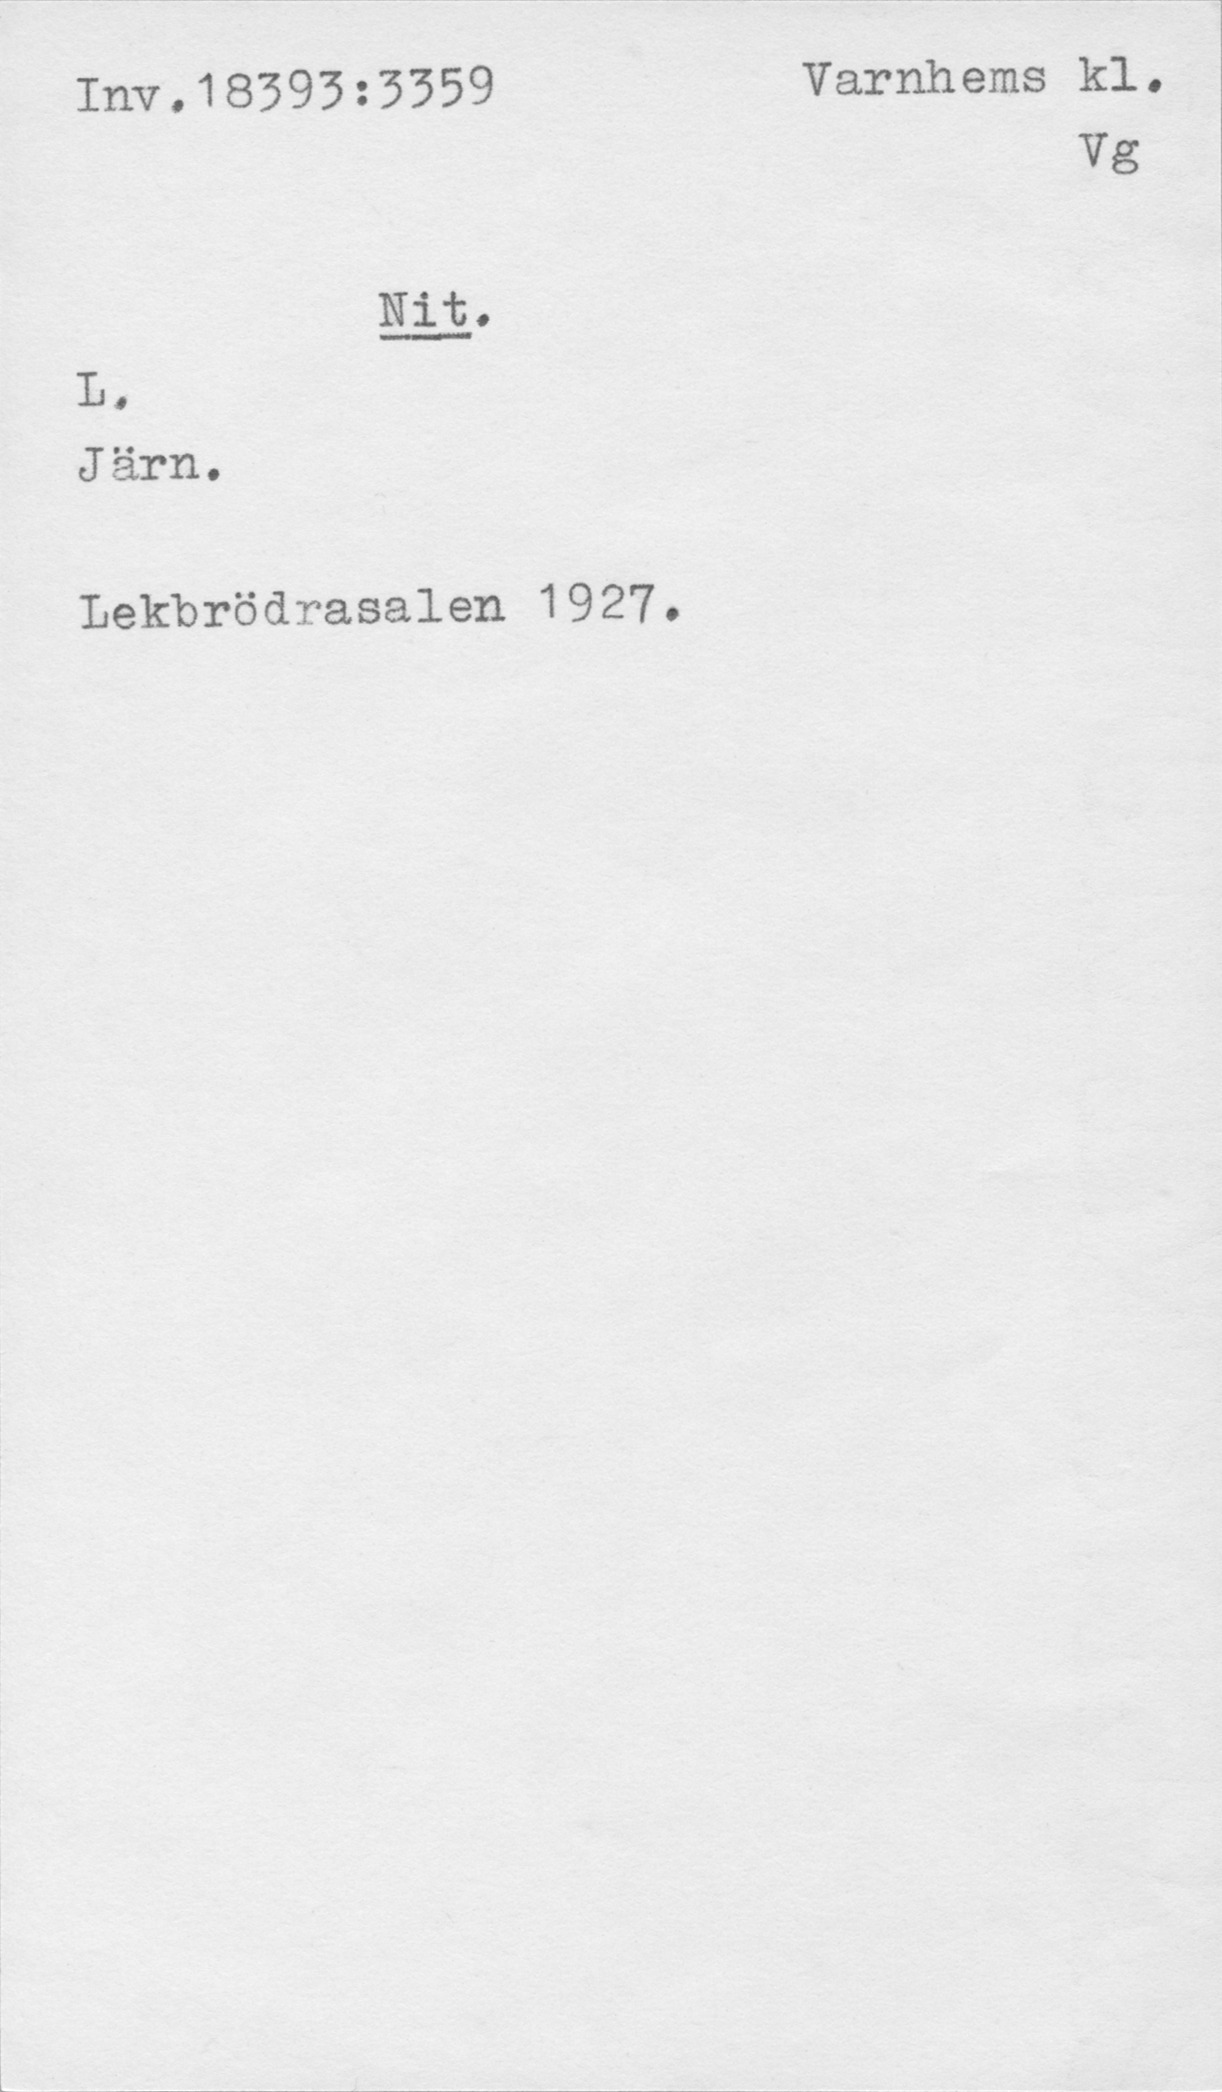 Inv.18393:3359 Varnhems kl.
Vg
Nit.
L.
Järn.
Lekbrödrasalen 1927.